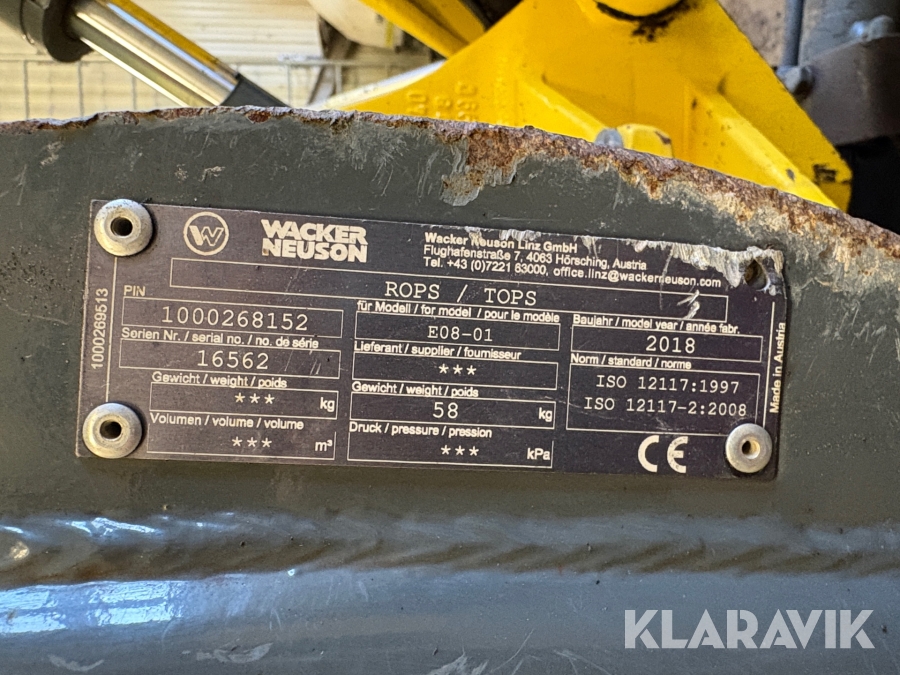 WACKER
NEUSON
Wacker Neuson Linz GmbH
Flughafenstraße 7, 4063 Hörsching, Austria
Tel. +43 (0)7221 63000, office.linz@wackerneuson.com
ROPS / TOPS
1000269513
PIN
1000268152
Serien Nr. / serial no. / no. de série
16562
Gewicht / weight / poids
*** kg
Volumen / volume / volume
*** m³
für Modell / for model / pour le modèle
E08-01
Lieferant / supplier / fournisseur
***
Gewicht / weight / poids
58 kg
Druck / pressure / pression
*** kPa
Baujahr / model year / année fabr.
2018
Norm / standard / norme
ISO 12117:1997
ISO 12117-2:2008
CE
Made in Austria
KLARAVIK